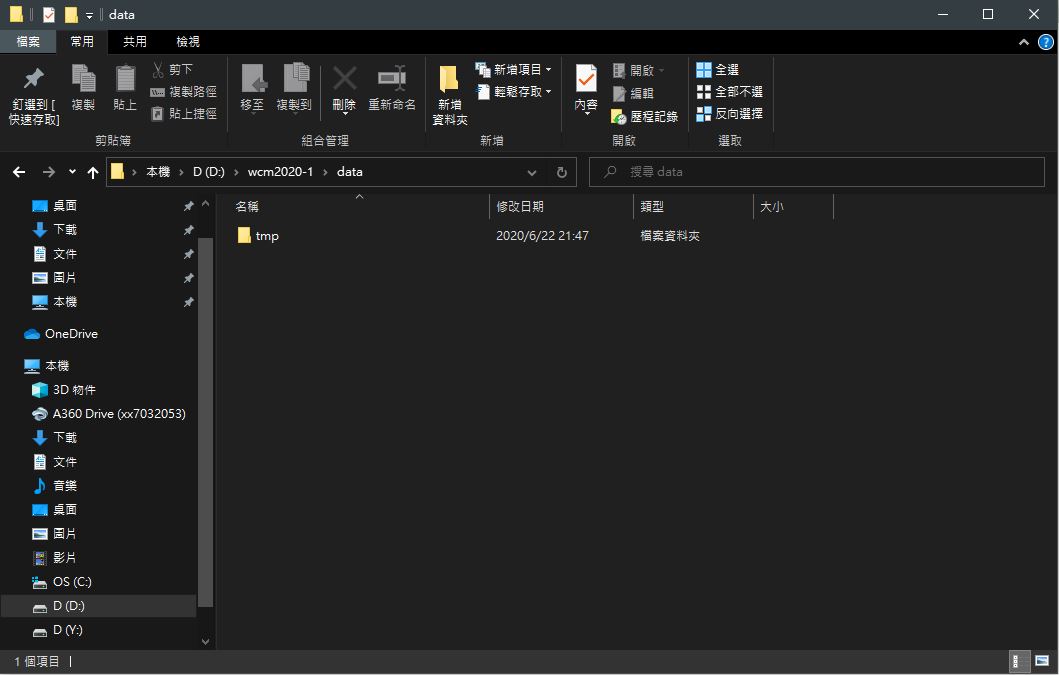 data
檔案 常用 共用 檢視
釘選到 [
快速存取]
複製
貼上
剪下
複製路徑
貼上捷徑
剪貼簿
移至
複製到
刪除
重新命名
組合管理
新增
資料夾
新增項目
輕鬆存取
新增
內容
開啟
編輯
歷程記錄
開啟
全選
全部不選
反向選擇
選取
本機 D (D:) wcm2020-1 data
搜尋 data
桌面
下載
文件
圖片
本機
OneDrive
本機
3D 物件
A360 Drive (xx7032053)
下載
文件
音樂
桌面
圖片
影片
OS (C:)
D (D:)
D (Y:)
名稱 修改日期 類型 大小
tmp 2020/6/22 21:47 檔案資料夾
1 個項目